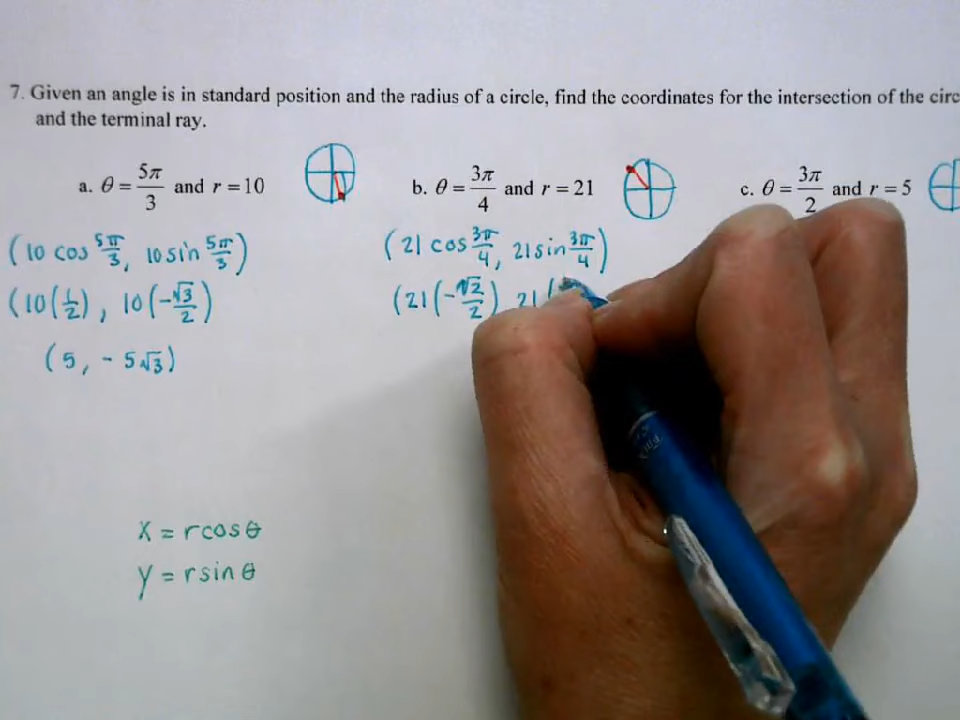 7. Given an angle is in standard position and the radius of a circle, find the coordinates for the intersection of the circ
and the terminal ray.
a. θ = 5π/3 and r = 10
b. θ = 3π/4 and r = 21
c. θ = 3π/2 and r = 5
(10 cos 5π/3, 10 sin 5π/3)
(10(1/2), 10(-√3/2))
(5, -5√3)
(21 cos 3π/4, 21 sin 3π/4)
(21(-√2/2) 21(
x = r cos θ
y = r sin θ